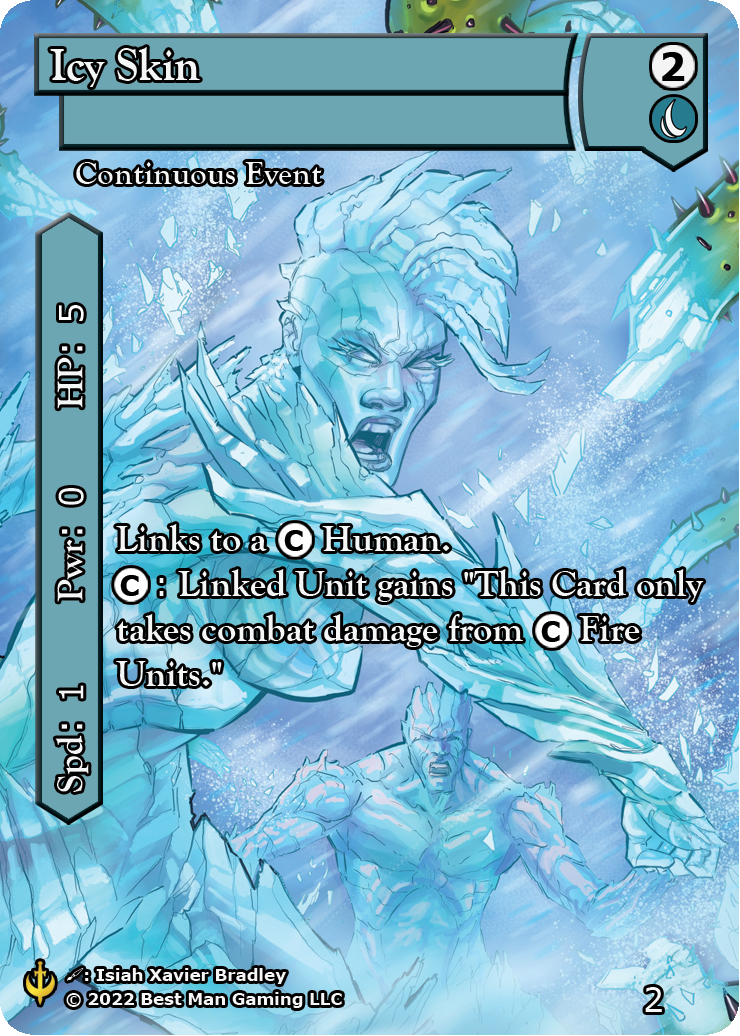 Icy Skin
2
Continuous Event
HP: 5
Pwr: 0
Spd: 1
Links to a Ⓒ Human.
Ⓒ: Linked Unit gains "This Card only
takes combat damage from Ⓒ Fire
Units."
: Isiah Xavier Bradley
© 2022 Best Man Gaming LLC
2